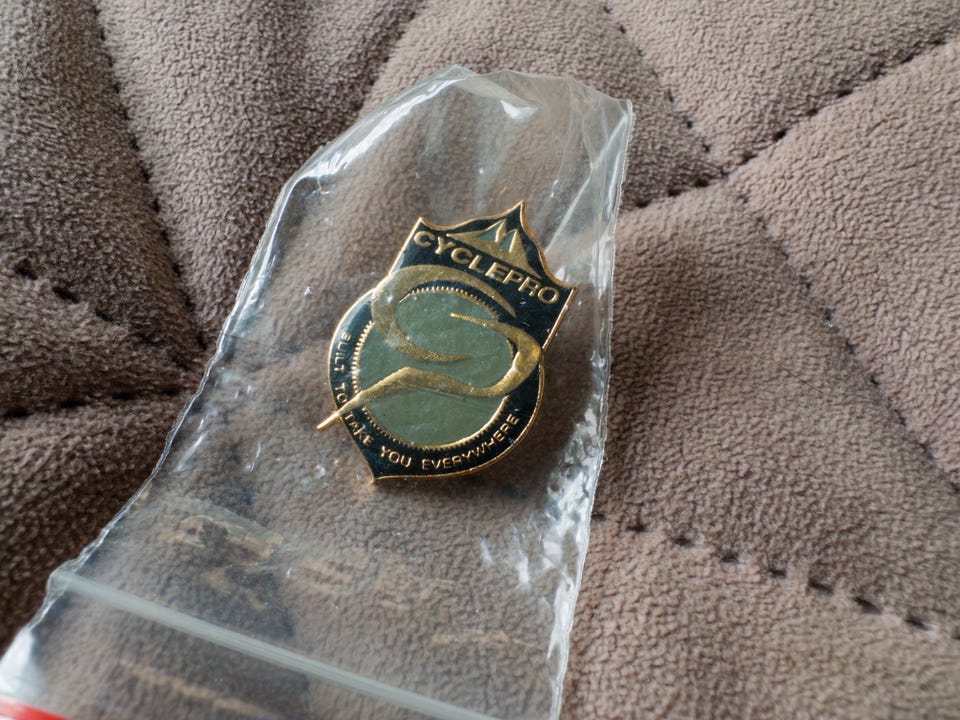 CYCLEPRO
BUILT TO TAKE YOU EVERYWHERE